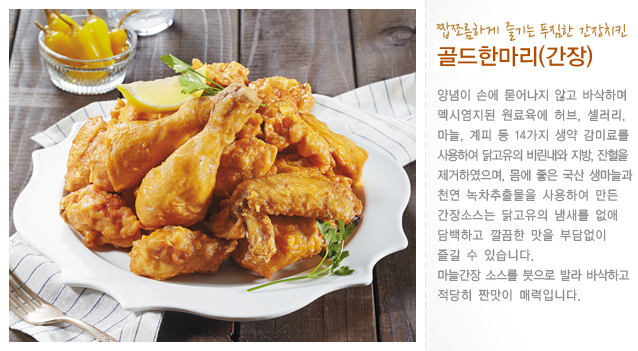 짭쪼름하게 즐기는 푸짐한 간장치킨
골드한마리(간장)
양념이 손에 묻어나지 않고 바삭하며
멕시염지된 원료육에 허브, 셀러리,
마늘, 계피 등 14가지 생약 감미료를
사용하여 닭고유의 비린내와 지방, 잔혈을
제거하였으며, 몸에 좋은 국산 생마늘과
천연 녹차추출물을 사용하여 만든
간장소스는 닭고유의 냄새를 없애
담백하고 깔끔한 맛을 부담없이
즐길 수 있습니다.
마늘간장 소스를 붓으로 발라 바삭하고
적당히 짠맛이 매력입니다.